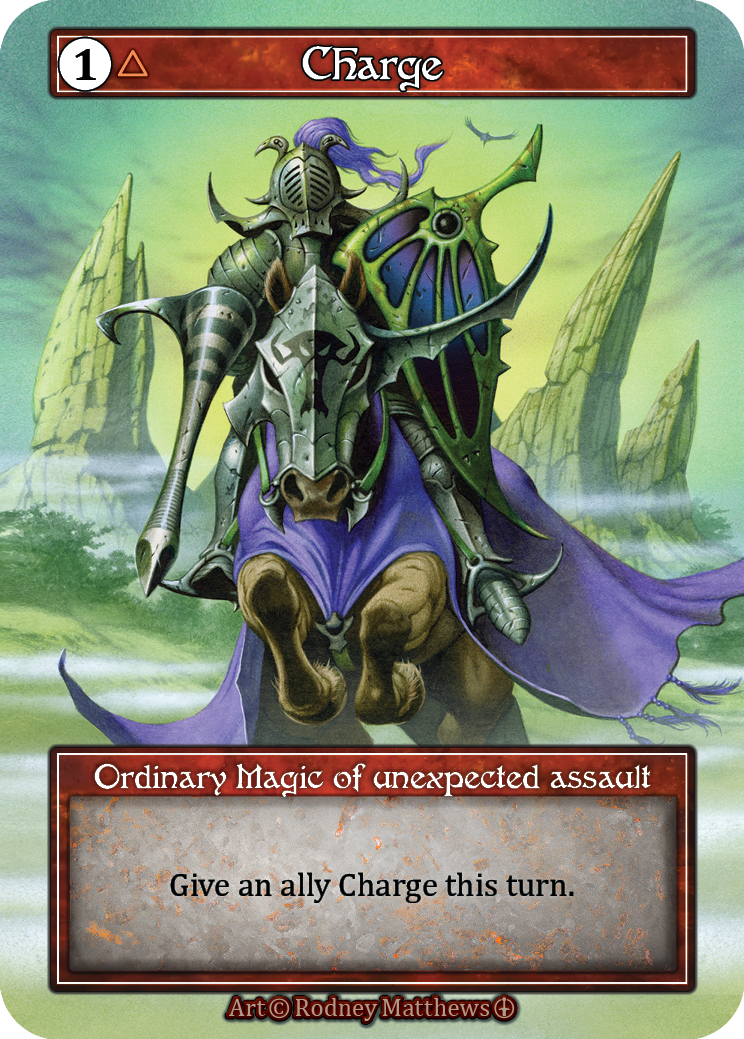 1 Charge
Ordinary Magic of unexpected assault
Give an ally Charge this turn.
Art © Rodney Matthews